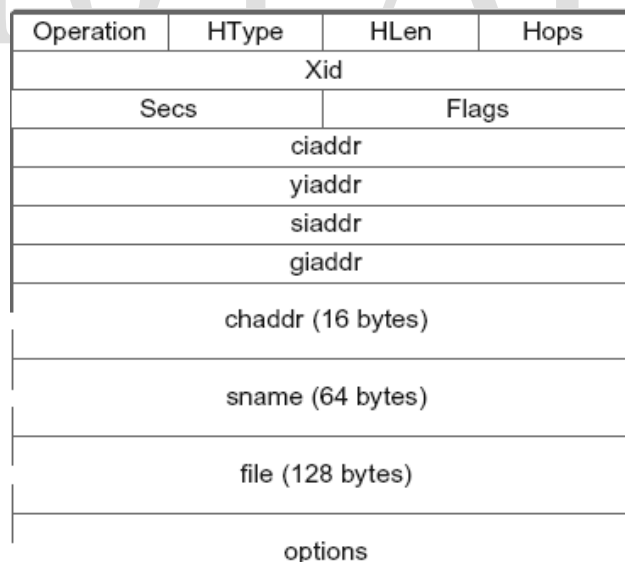 Operation HType HLen Hops
Xid
Secs Flags
ciaddr
yiaddr
siaddr
giaddr
chaddr (16 bytes)
sname (64 bytes)
file (128 bytes)
options